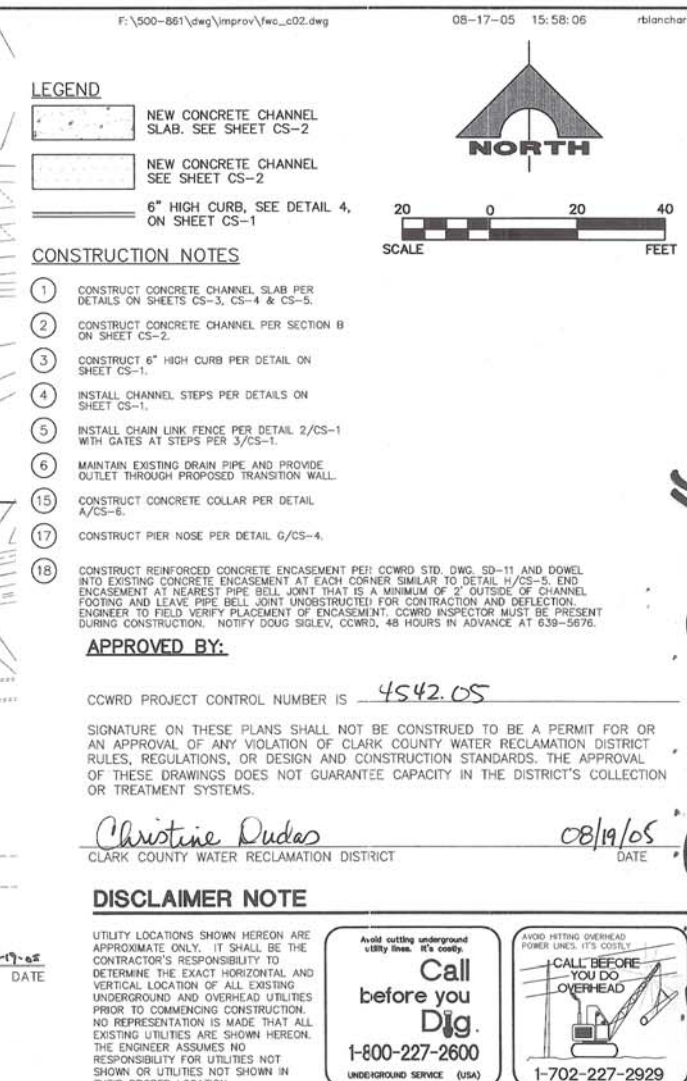 F:\500-861\dwg\improv\fwc_c02.dwg 08-17-05 15:58:06 rblanchar
LEGEND
NEW CONCRETE CHANNEL
SLAB. SEE SHEET CS-2
NEW CONCRETE CHANNEL
SEE SHEET CS-2
6" HIGH CURB, SEE DETAIL 4,
ON SHEET CS-1
NORTH
20 0 20 40
SCALE FEET
CONSTRUCTION NOTES
1 CONSTRUCT CONCRETE CHANNEL SLAB PER
DETAILS ON SHEETS CS-3, CS-4 & CS-5.
2 CONSTRUCT CONCRETE CHANNEL PER SECTION B
ON SHEET CS-2.
3 CONSTRUCT 6" HIGH CURB PER DETAIL ON
SHEET CS-1.
4 INSTALL CHANNEL STEPS PER DETAILS ON
SHEET CS-1.
5 INSTALL CHAIN LINK FENCE PER DETAIL 2/CS-1
WITH GATES AT STEPS PER 3/CS-1.
6 MAINTAIN EXISTING DRAIN PIPE AND PROVIDE
OUTLET THROUGH PROPOSED TRANSITION WALL.
15 CONSTRUCT CONCRETE COLLAR PER DETAIL
A/CS-6.
17 CONSTRUCT PIER NOSE PER DETAIL G/CS-4.
18 CONSTRUCT REINFORCED CONCRETE ENCASEMENT PER CCWRD STD. DWG. SD-11 AND DOWEL
INTO EXISTING CONCRETE ENCASEMENT AT EACH CORNER SIMILAR TO DETAIL H/CS-5. END
ENCASEMENT AT NEAREST PIPE BELL JOINT THAT IS A MINIMUM OF 2' OUTSIDE OF CHANNEL
FOOTING AND LEAVE PIPE BELL JOINT UNOBSTRUCTED FOR CONTRACTION AND DEFLECTION.
ENGINEER TO FIELD VERIFY PLACEMENT OF ENCASEMENT. CCWRD INSPECTOR MUST BE PRESENT
DURING CONSTRUCTION. NOTIFY DOUG SIGLEV, CCWRD, 48 HOURS IN ADVANCE AT 639-5676.
APPROVED BY:
CCWRD PROJECT CONTROL NUMBER IS 4542.05
SIGNATURE ON THESE PLANS SHALL NOT BE CONSTRUED TO BE A PERMIT FOR OR
AN APPROVAL OF ANY VIOLATION OF CLARK COUNTY WATER RECLAMATION DISTRICT
RULES, REGULATIONS, OR DESIGN AND CONSTRUCTION STANDARDS. THE APPROVAL
OF THESE DRAWINGS DOES NOT GUARANTEE CAPACITY IN THE DISTRICT'S COLLECTION
OR TREATMENT SYSTEMS.
Christine Dudas 08/19/05
CLARK COUNTY WATER RECLAMATION DISTRICT DATE
DISCLAIMER NOTE
UTILITY LOCATIONS SHOWN HEREON ARE
APPROXIMATE ONLY. IT SHALL BE THE
CONTRACTOR'S RESPONSIBILITY TO
DETERMINE THE EXACT HORIZONTAL AND
VERTICAL LOCATION OF ALL EXISTING
UNDERGROUND AND OVERHEAD UTILITIES
PRIOR TO COMMENCING CONSTRUCTION.
NO REPRESENTATION IS MADE THAT ALL
EXISTING UTILITIES ARE SHOWN HEREON.
THE ENGINEER ASSUMES NO
RESPONSIBILITY FOR UTILITIES NOT
SHOWN OR UTILITIES NOT SHOWN IN
DATE
Avoid cutting underground
utility lines. It's costly.
Call
before you
Dig.
1-800-227-2600
UNDERGROUND SERVICE (USA)
AVOID HITTING OVERHEAD
POWER LINES. IT'S COSTLY
CALL BEFORE
YOU DO
OVERHEAD
1-702-227-2929